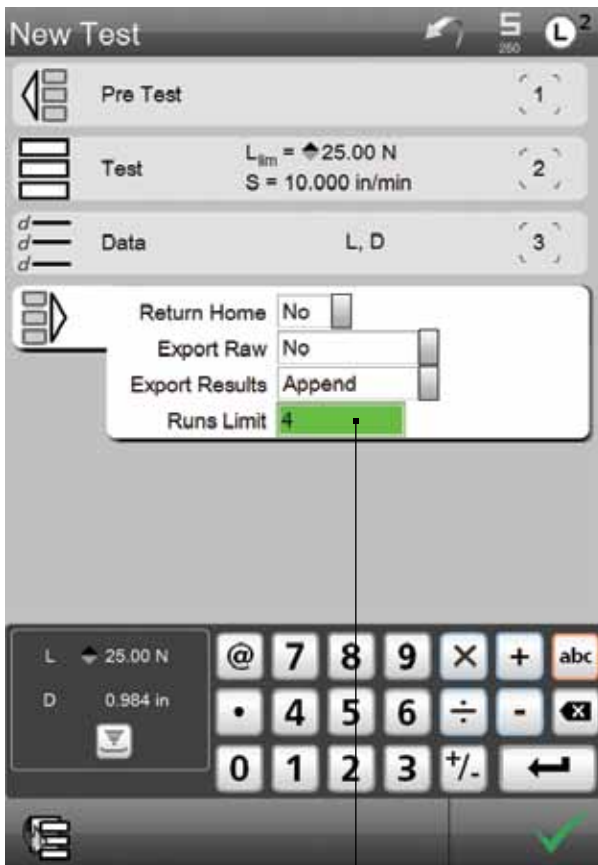 New Test
S
250
L 2
Pre Test
1
Test
Llim = 25.00 N
S = 10.000 in/min
2
d
d
d
Data
L, D
3
Return Home No
Export Raw No
Export Results Append
Runs Limit 4
L 25.00 N
D 0.984 in
@ 7 8 9 × + abc
• 4 5 6 ÷ -
0 1 2 3 +/-